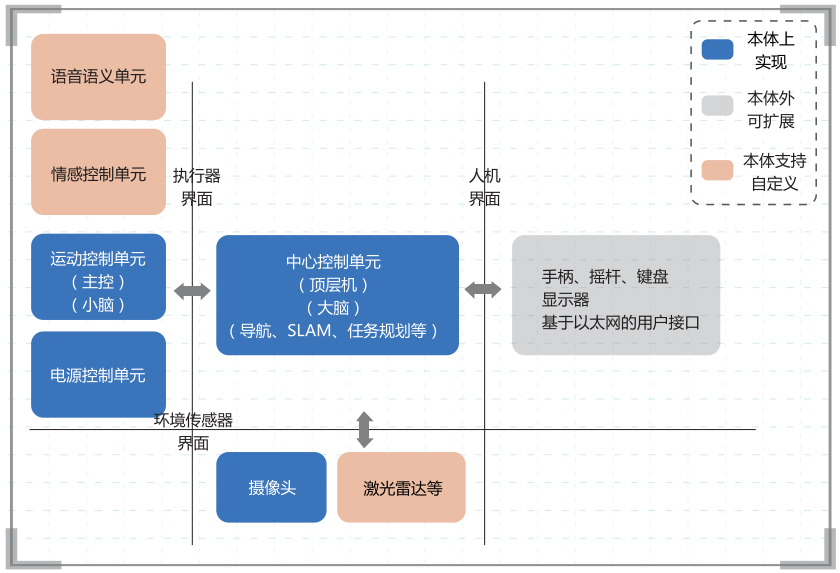 语音语义单元
情感控制单元
运动控制单元
（主控）
（小脑）
电源控制单元
执行器
界面
中心控制单元
（顶层机）
（大脑）
（导航、SLAM、任务规划等）
人机
界面
手柄、摇杆、键盘
显示器
基于以太网的用户接口
环境传感器
界面
摄像头
激光雷达等
本体上
实现
本体外
可扩展
本体支持
自定义